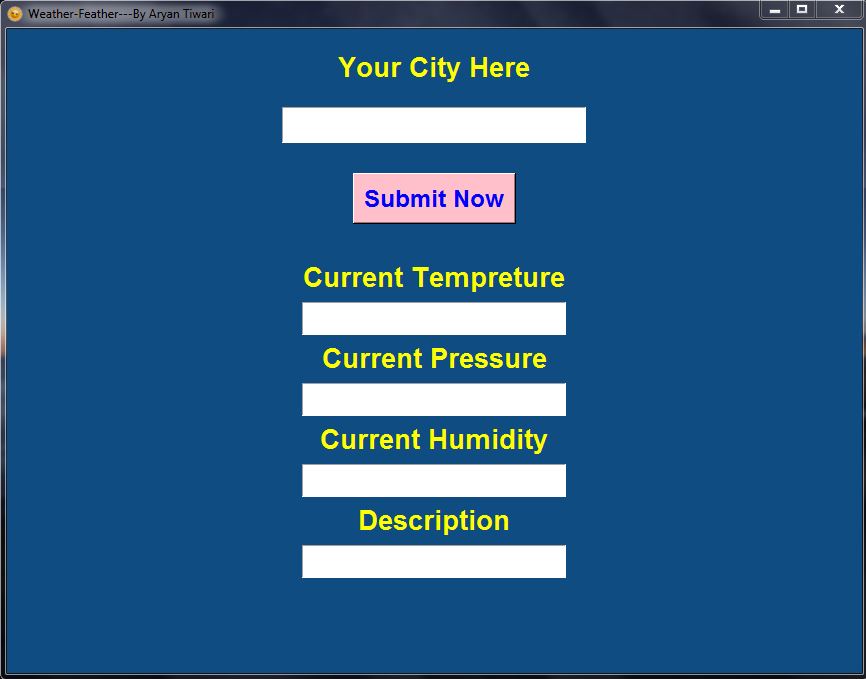 Weather-Feather---By Aryan Tiwari
Your City Here
Submit Now
Current Tempreture
Current Pressure
Current Humidity
Description